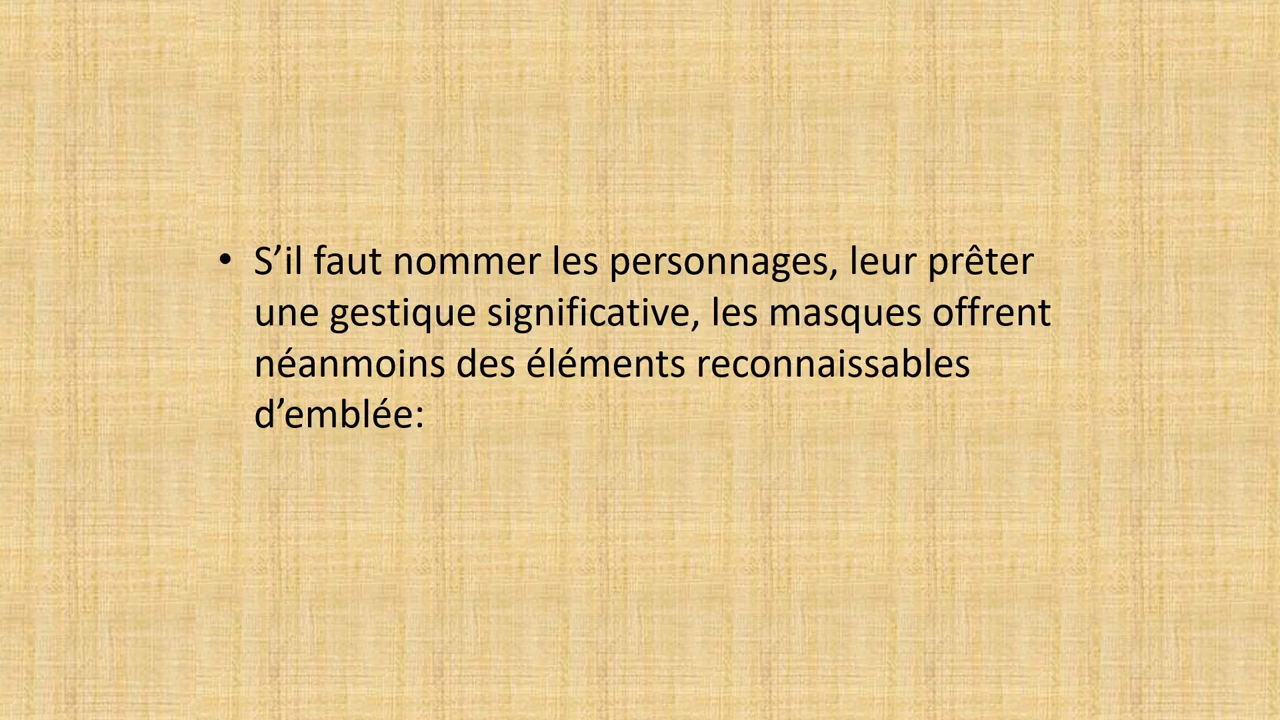 • S’il faut nommer les personnages, leur prêter
une gestique significative, les masques offrent
néanmoins des éléments reconnaissables
d’emblée: